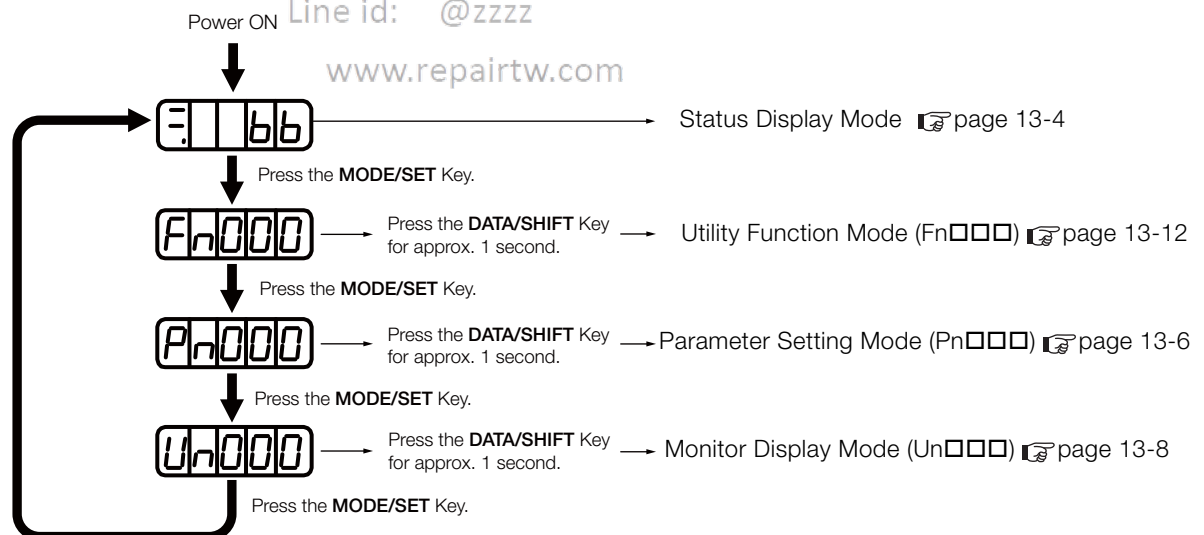 Line id: @zzzz
Power ON
www.repairtw.com
bb
Status Display Mode page 13-4
Press the MODE/SET Key.
Fn000
Press the DATA/SHIFT Key
for approx. 1 second.
Utility Function Mode (Fn□□□) page 13-12
Press the MODE/SET Key.
Pn000
Press the DATA/SHIFT Key
for approx. 1 second.
Parameter Setting Mode (Pn□□□) page 13-6
Press the MODE/SET Key.
Un000
Press the DATA/SHIFT Key
for approx. 1 second.
Monitor Display Mode (Un□□□) page 13-8
Press the MODE/SET Key.